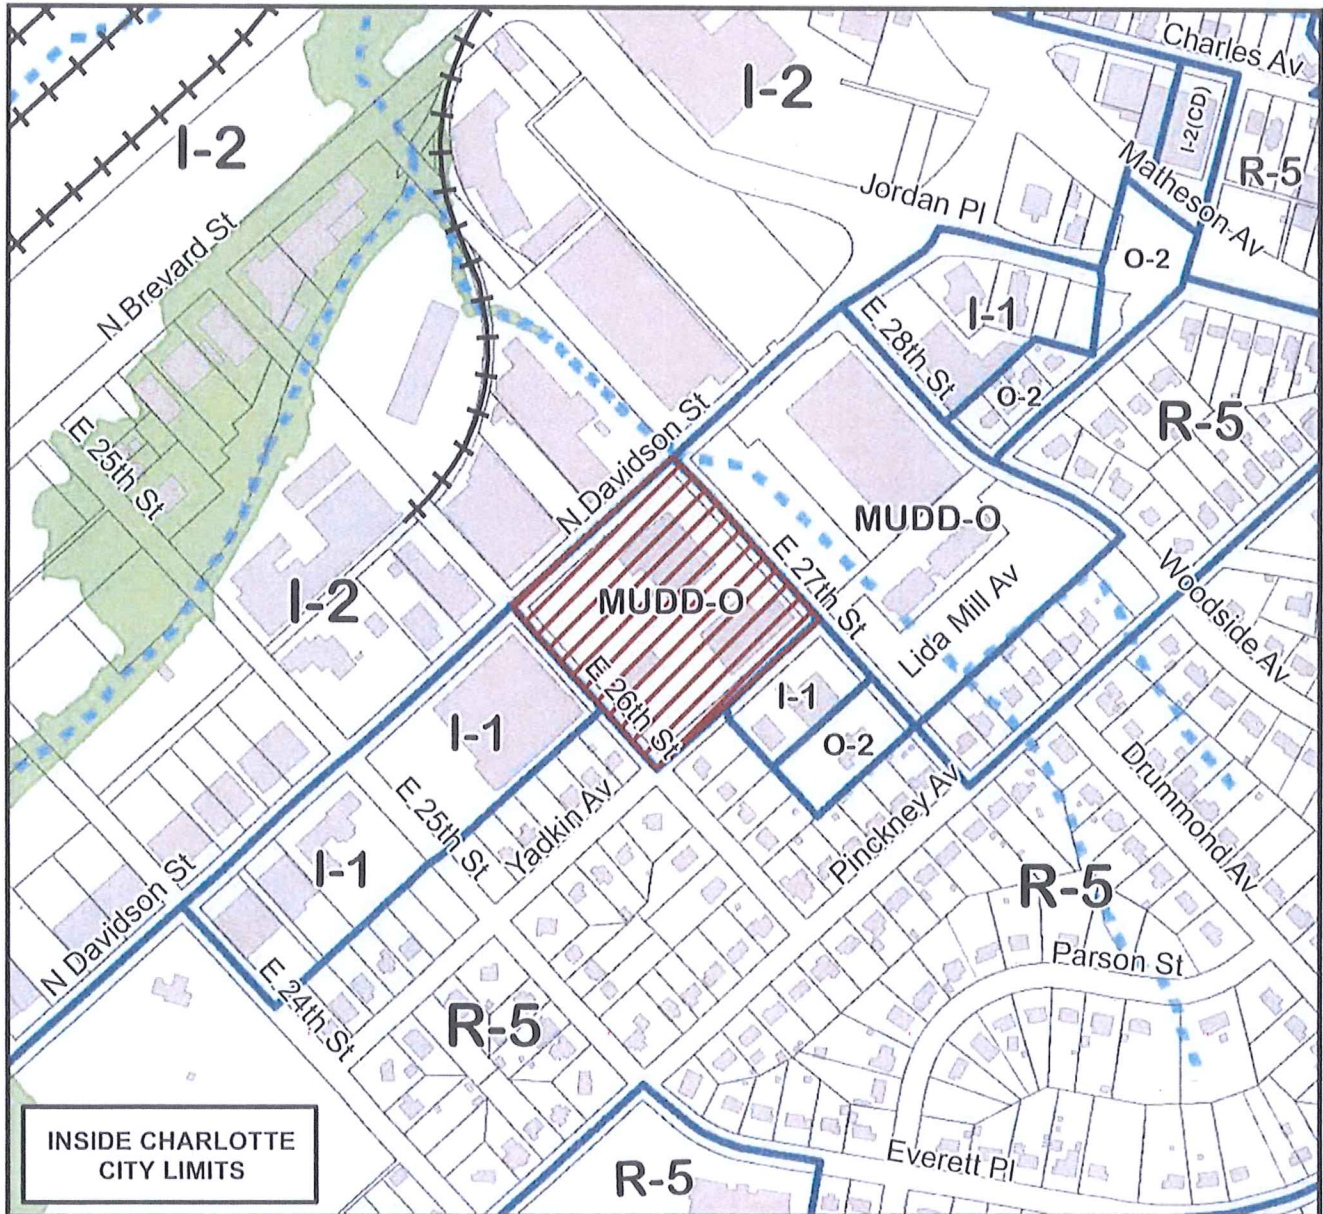 Charles Av
I-2
I-2(CD)
I-2
Matheson Av
R-5
Jordan Pl
N Brevard St
O-2
I-1
E 28th St
O-2
R-5
E 25th St
N Davidson St
MUDD-O
E 27th St
Woodside Av
I-2
MUDD-O
Lida Mill Av
E 26th St
I-1
I-1
O-2
Drummond Av
E 25th St
Yadkin Av
Pinckney Av
I-1
R-5
N Davidson St
Parson St
E 24th St
R-5
INSIDE CHARLOTTE
CITY LIMITS
Everett Pl
R-5